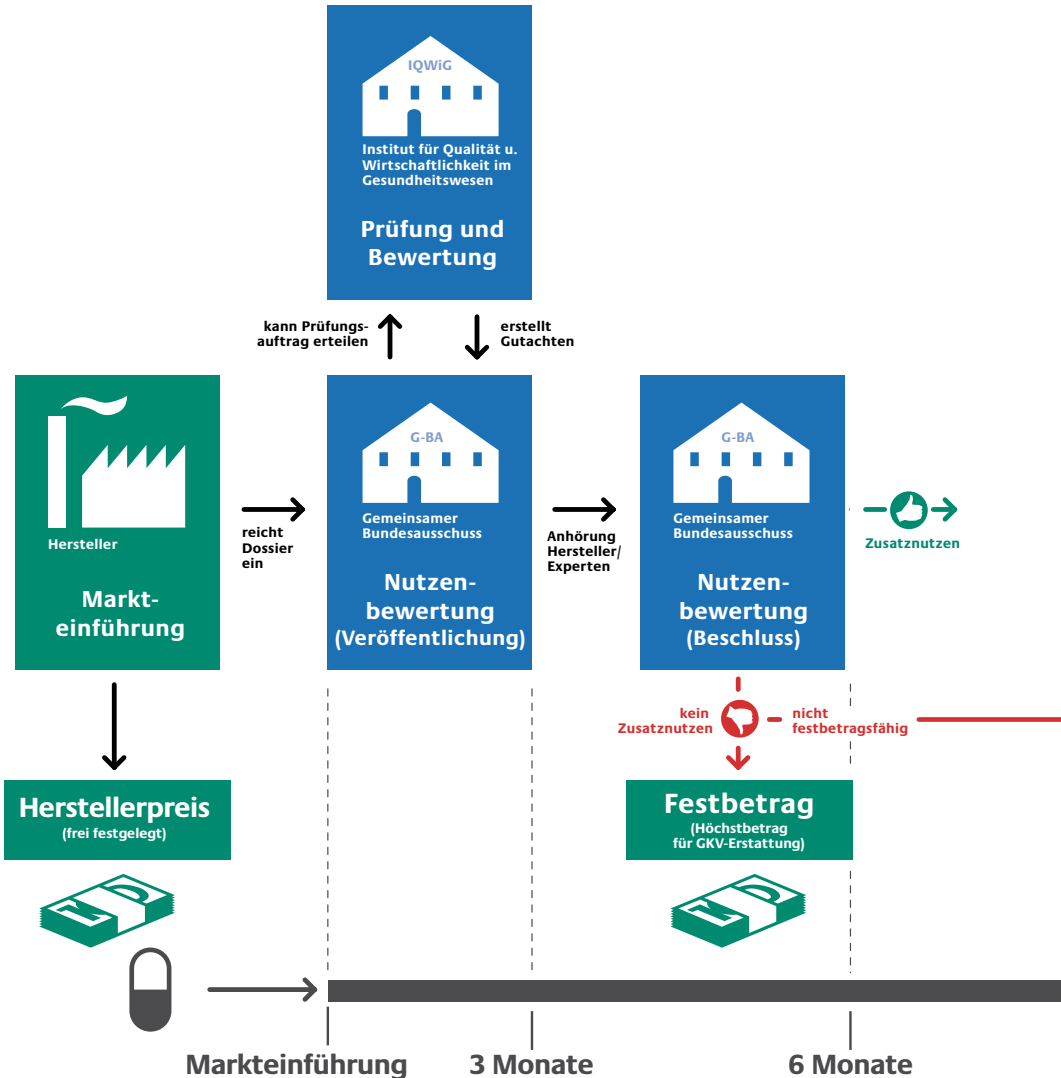 IQWiG
Institut für Qualität u.
Wirtschaftlichkeit im
Gesundheitswesen
Prüfung und
Bewertung
kann Prüfungs-
auftrag erteilen
erstellt
Gutachten
Hersteller
Markt-
einführung
reicht
Dossier
ein
G-BA
Gemeinsamer
Bundesausschuss
Nutzen-
bewertung
(Veröffentlichung)
Anhörung
Hersteller/
Experten
G-BA
Gemeinsamer
Bundesausschuss
Nutzen-
bewertung
(Beschluss)
Zusatznutzen
kein
Zusatznutzen
nicht
festbetragsfähig
Herstellerpreis
(frei festgelegt)
Festbetrag
(Höchstbetrag
für GKV-Erstattung)
Markteinführung
3 Monate
6 Monate